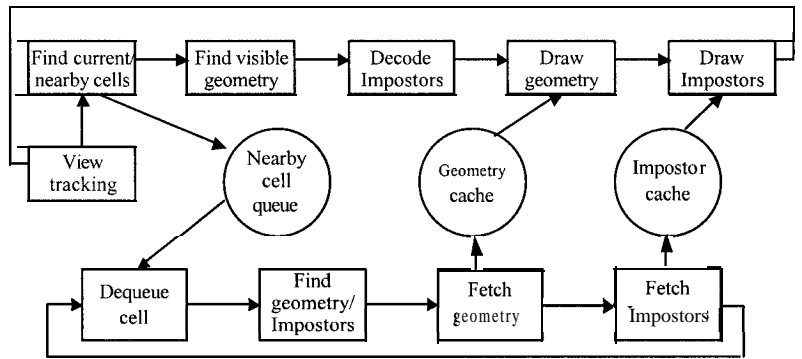 Find current/
nearby cells
Find visible
geometry
Decode
Impostors
Draw
geometry
Draw
Impostors
View
tracking
Nearby
cell
queue
Geometry
cache
Impostor
cache
Dequeue
cell
Find
geometry/
Impostors
Fetch
geometry
Fetch
Impostors